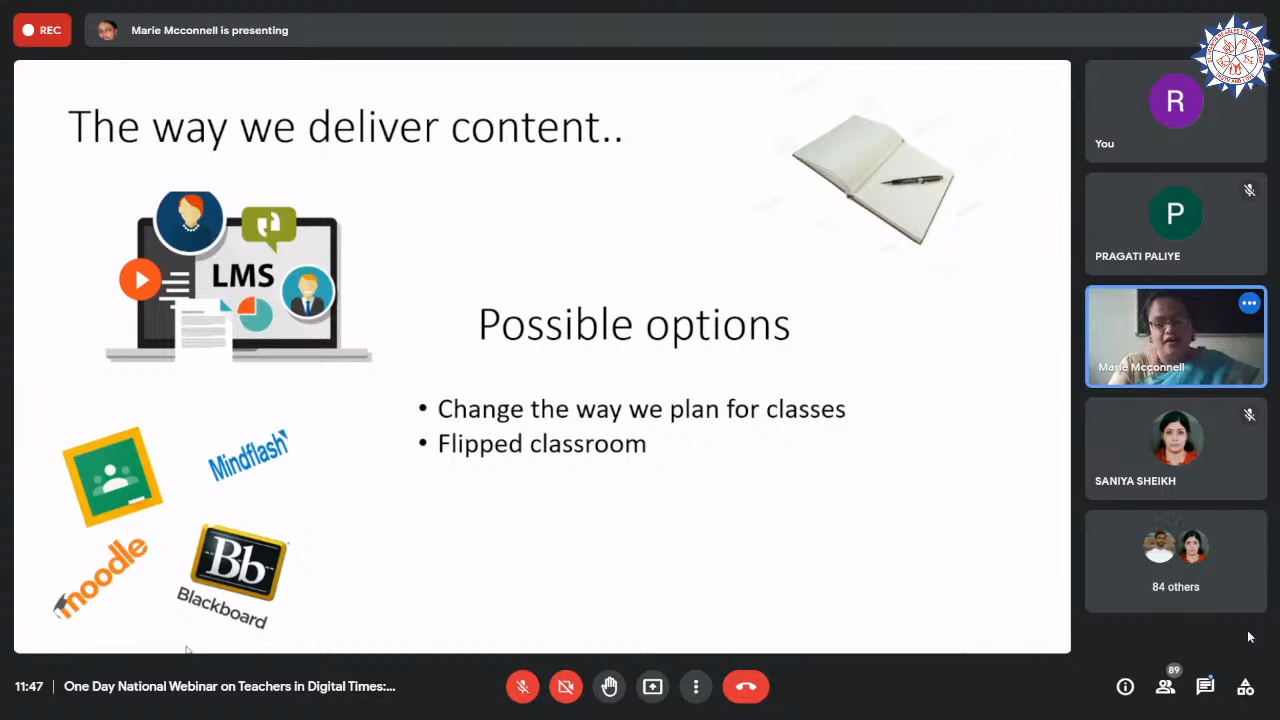 REC
Marie Mcconnell is presenting
The way we deliver content..
LMS
Possible options
• Change the way we plan for classes
• Flipped classroom
Mindflash
moodle
Bb
Blackboard
R
You
P
PRAGATI PALIYE
Marie Mcconnell
SANIYA SHEIKH
84 others
11:47
One Day National Webinar on Teachers in Digital Times:...
89